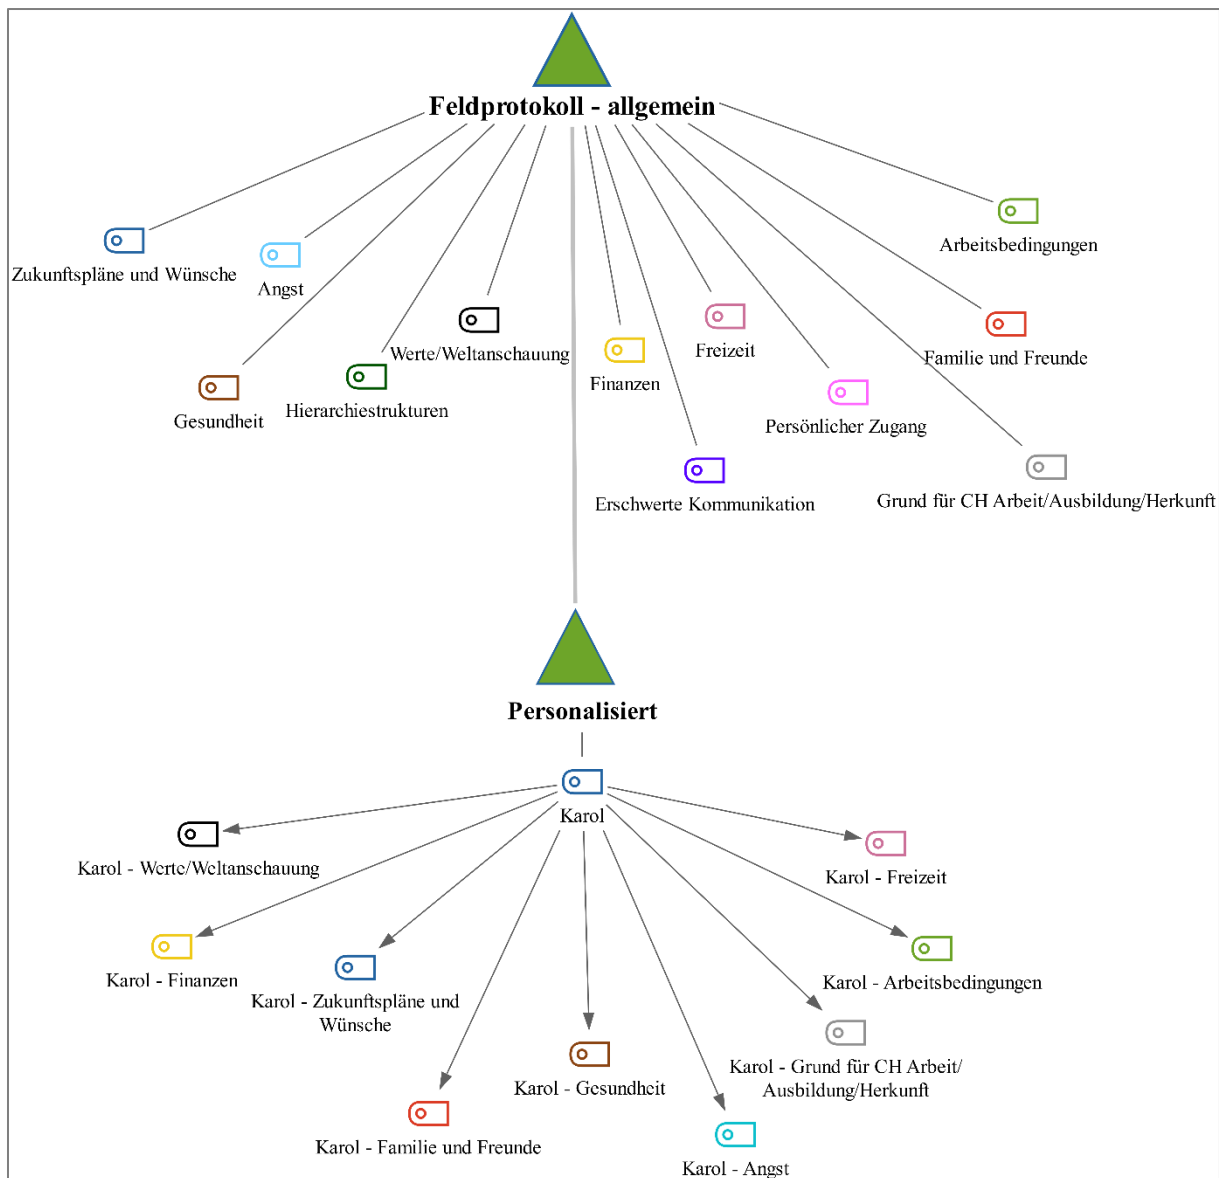 Feldprotokoll - allgemein
Arbeitsbedingungen
Zukunftspläne und Wünsche
Angst
Werte/Weltanschauung
Freizeit
Familie und Freunde
Finanzen
Gesundheit
Hierarchiestrukturen
Persönlicher Zugang
Erschwerte Kommunikation
Grund für CH Arbeit/Ausbildung/Herkunft
Personalisiert
Karol
Karol - Werte/Weltanschauung
Karol - Freizeit
Karol - Finanzen
Karol - Zukunftspläne und
Wünsche
Karol - Arbeitsbedingungen
Karol - Gesundheit
Karol - Grund für CH Arbeit/
Ausbildung/Herkunft
Karol - Familie und Freunde
Karol - Angst